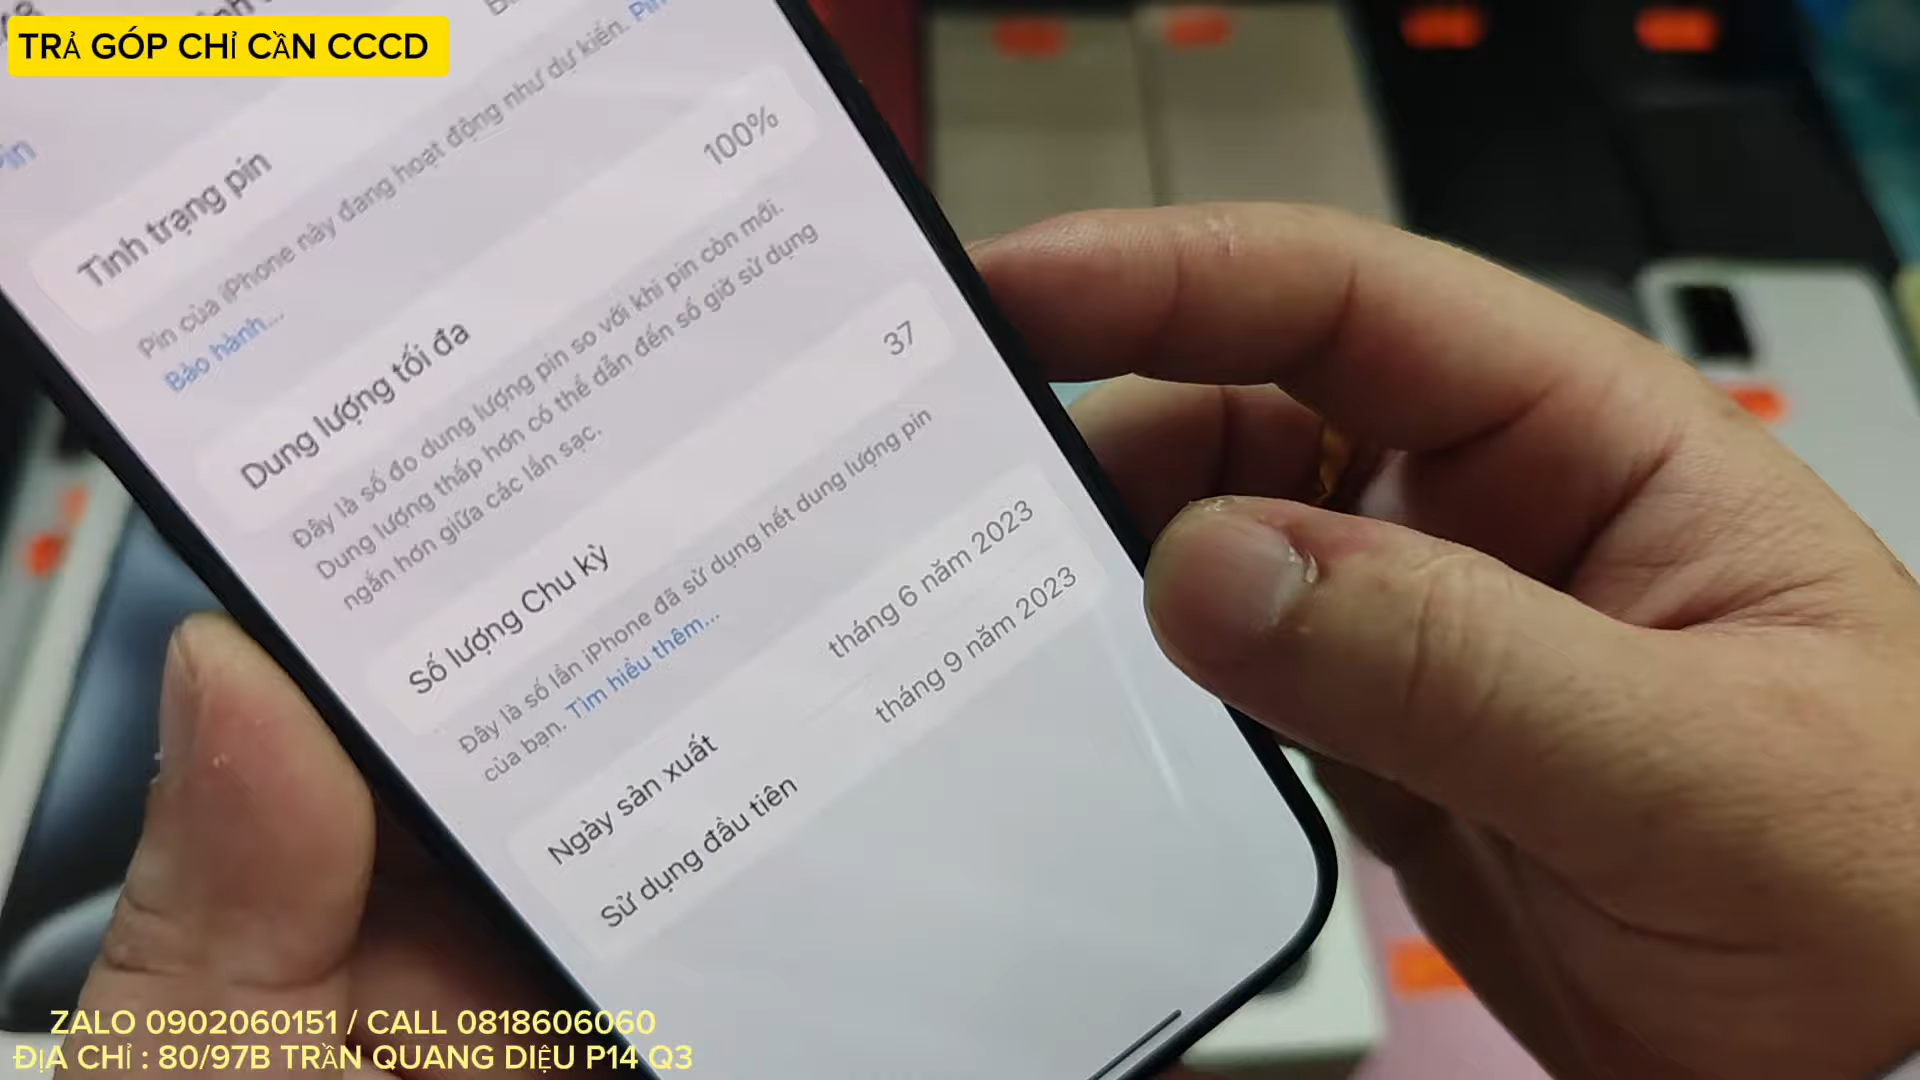 TRẢ GÓP CHỈ CẦN CCCD
Pin
Tình trạng pin
Pin của iPhone này đang hoạt động như dự kiến. Pin
Bảo hành...
Dung lượng tối đa
100%
Đây là số đo dung lượng pin so với khi pin còn mới.
Dung lượng thấp hơn có thể dẫn đến số giờ sử dụng
ngắn hơn giữa các lần sạc.
Số lượng Chu kỳ
37
Đây là số lần iPhone đã sử dụng hết dung lượng pin
của bạn. Tìm hiểu thêm...
Ngày sản xuất
tháng 6 năm 2023
Sử dụng đầu tiên
tháng 9 năm 2023
ZALO 0902060151 / CALL 0818606060
ĐỊA CHỈ : 80/97B TRẦN QUANG DIỆU P14 Q3